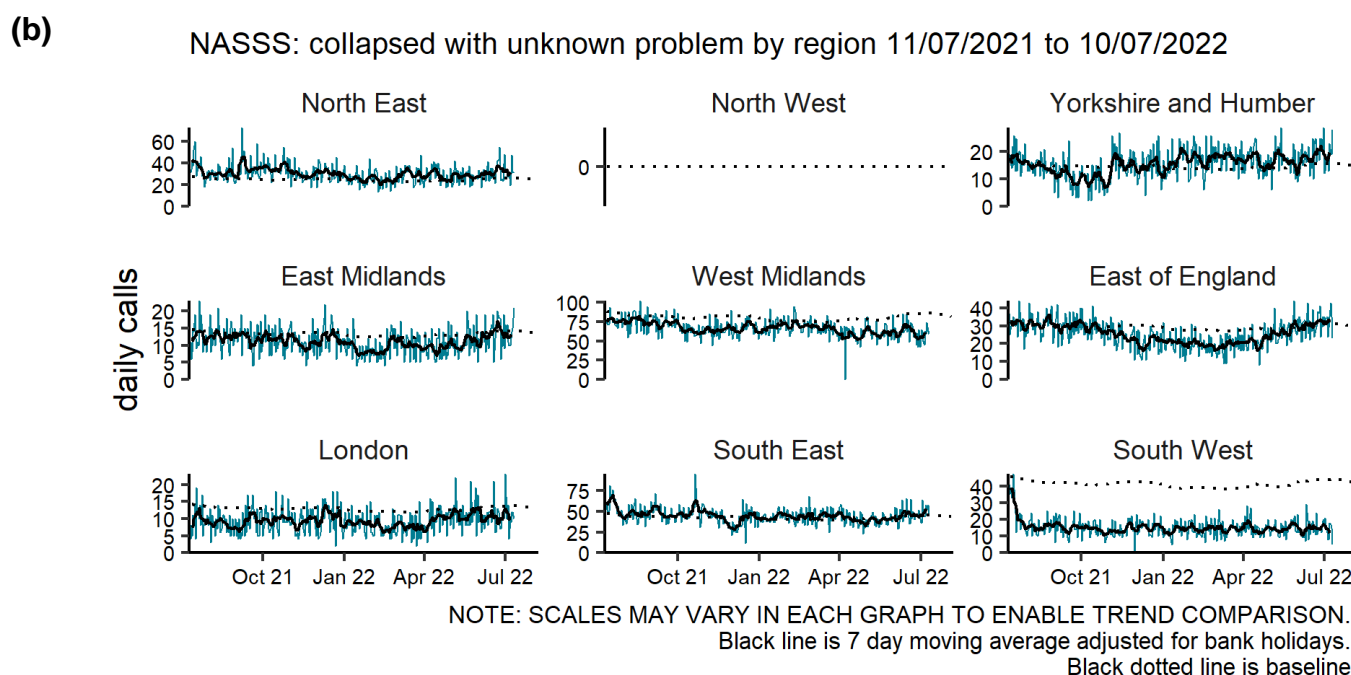 (b)
NASSS: collapsed with unknown problem by region 11/07/2021 to 10/07/2022
daily calls
North East
60
40
20
0
North West
0
Yorkshire and Humber
20
10
0
East Midlands
20
15
10
5
0
West Midlands
100
75
50
25
0
East of England
40
30
20
10
0
London
20
15
10
5
0
Oct 21 Jan 22 Apr 22 Jul 22
South East
75
50
25
0
Oct 21 Jan 22 Apr 22 Jul 22
South West
40
30
20
10
0
Oct 21 Jan 22 Apr 22 Jul 22
NOTE: SCALES MAY VARY IN EACH GRAPH TO ENABLE TREND COMPARISON.
Black line is 7 day moving average adjusted for bank holidays.
Black dotted line is baseline